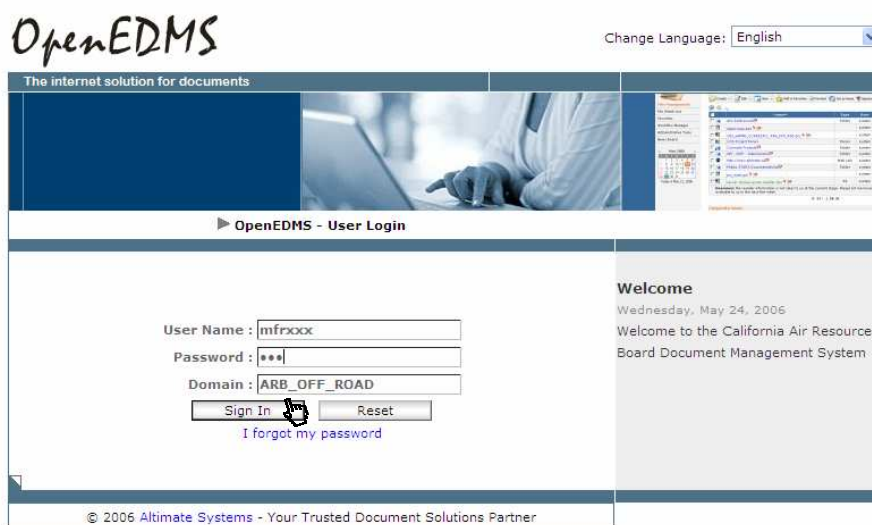 OpenEDMS
Change Language: English
The internet solution for documents
OpenEDMS - User Login
Welcome
Wednesday, May 24, 2006
Welcome to the California Air Resource
Board Document Management System
User Name : mfrxxx
Password : •••
Domain : ARB_OFF_ROAD
Sign In Reset
I forgot my password
© 2006 Altimate Systems - Your Trusted Document Solutions Partner